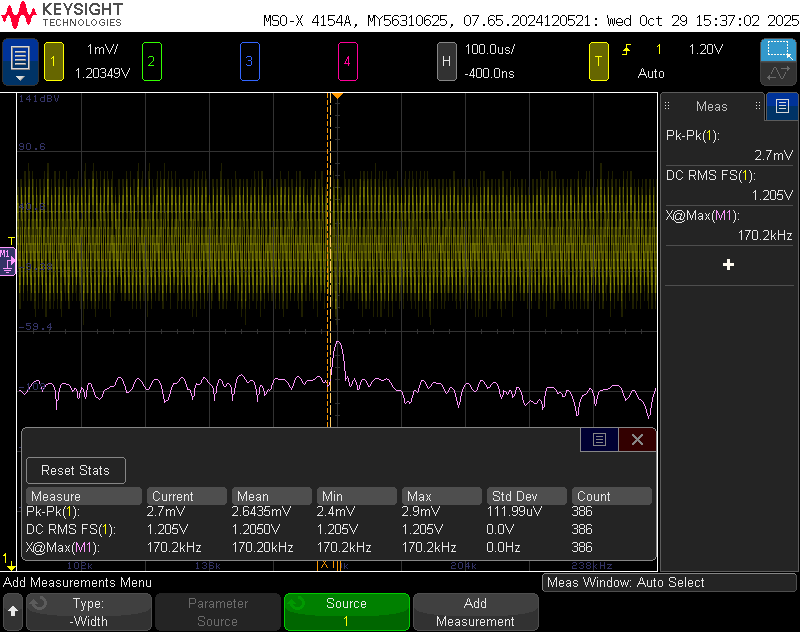 KEYSIGHT
TECHNOLOGIES
MSO-X 4154A, MY56310625, 07.65.2024120521: Wed Oct 29 15:37:02 2025
1 1mV/ 1.20349V
2
3
4
H 100.0us/ -400.0ns
T 1 1.20V
Auto
141dBV
90.6
-59.4
T
M1
Meas
Pk-Pk(1):
2.7mV
DC RMS FS(1):
1.205V
X@Max(M1):
170.2kHz
Reset Stats
Measure Current Mean Min Max Std Dev Count
Pk-Pk(1): 2.7mV 2.6435mV 2.4mV 2.9mV 111.99uV 386
DC RMS FS(1): 1.205V 1.2050V 1.205V 1.205V 0.0V 386
X@Max(M1): 170.2kHz 170.20kHz 170.2kHz 170.2kHz 0.0Hz 386
1
102k 136k X1 204k 238kHz
Add Measurements Menu
Meas Window: Auto Select
Type:
-Width
Parameter
Source
Source
1
Add
Measurement